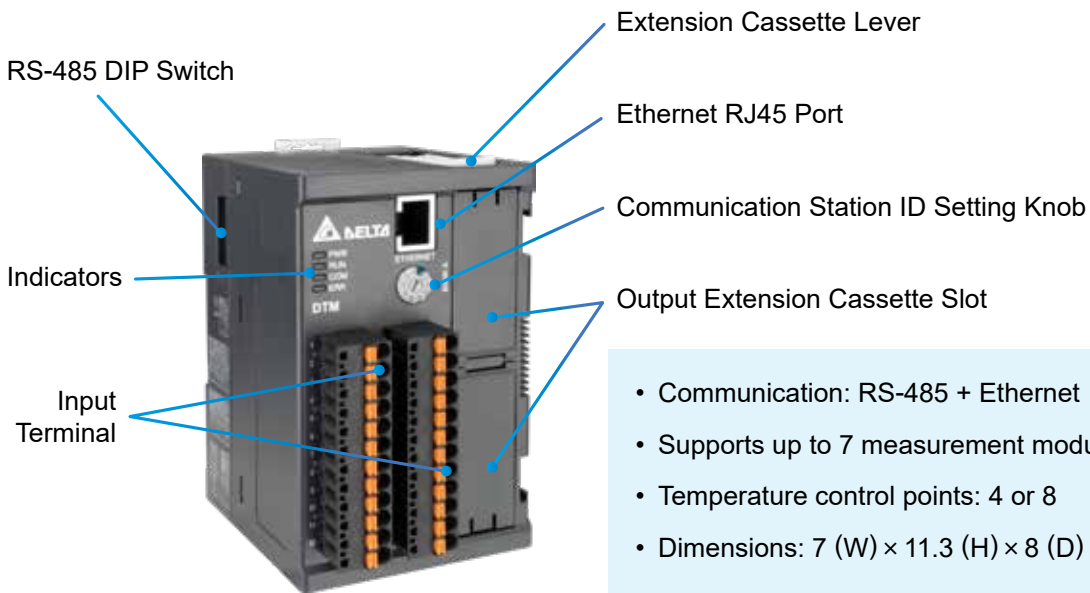 Extension Cassette Lever
RS-485 DIP Switch
Ethernet RJ45 Port
Communication Station ID Setting Knob
Indicators
Output Extension Cassette Slot
Input
Terminal
DELTA
ETHERNET
PWR
RUN
COM
ERR
DTM
• Communication: RS-485 + Ethernet
• Supports up to 7 measurement
• Temperature control points: 4 or 8
• Dimensions: 7 (W) × 11.3 (H) × 8 (D)